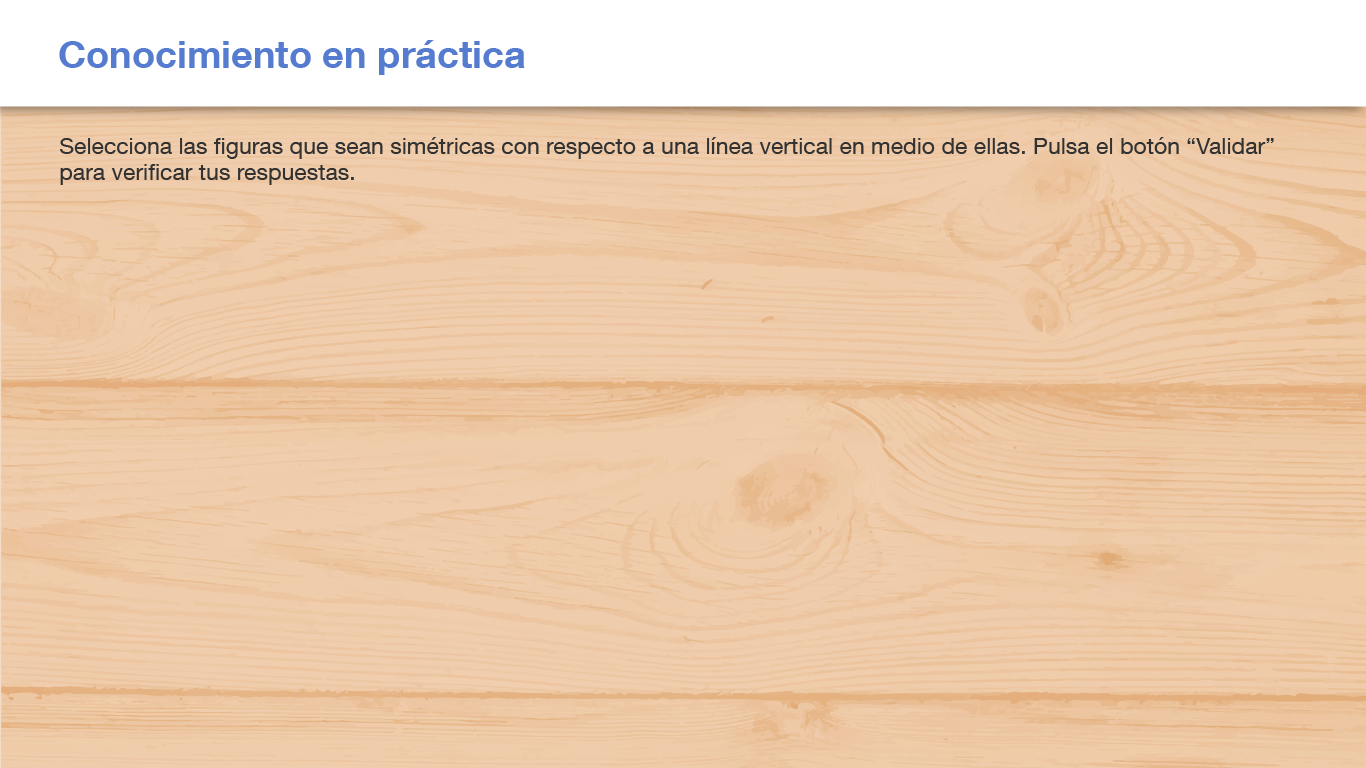 Conocimiento en práctica
Selecciona las figuras que sean simétricas con respecto a una línea vertical en medio de ellas. Pulsa el botón “Validar”
para verificar tus respuestas.